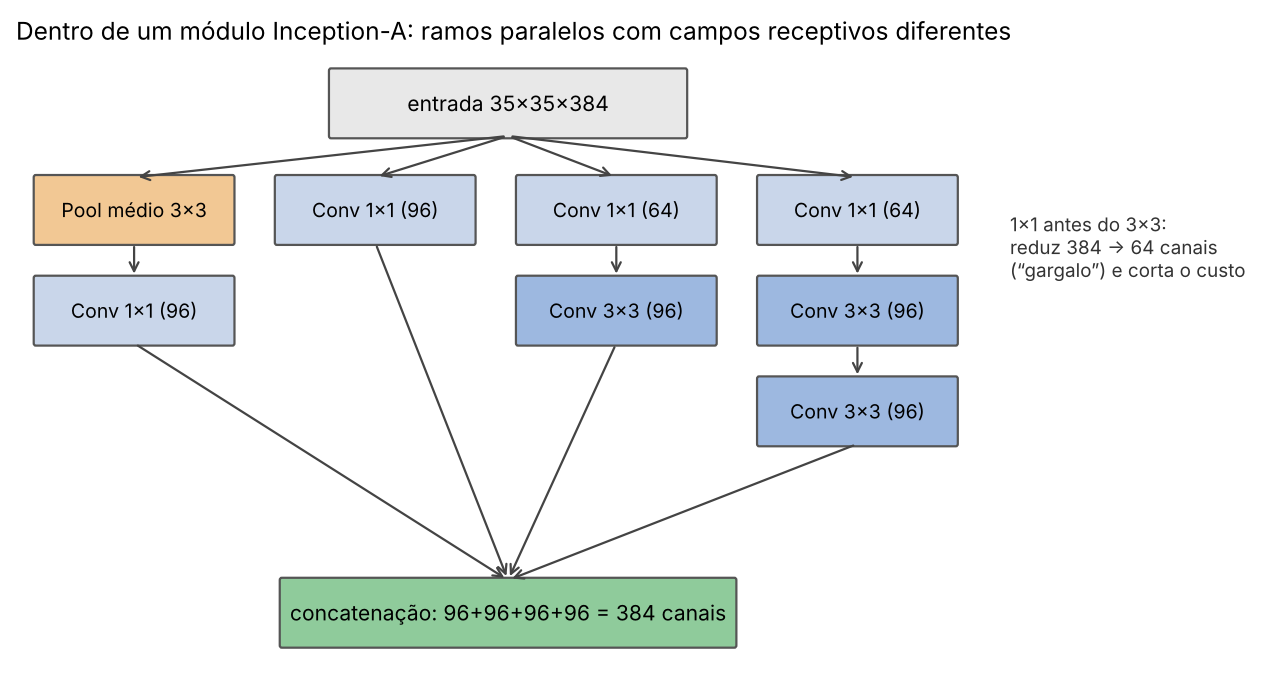 Dentro de um módulo Inception-A: ramos paralelos com campos receptivos diferentes
entrada 35×35×384
Pool médio 3×3
Conv 1×1 (96)
Conv 1×1 (64)
Conv 1×1 (64)
1×1 antes do 3×3:
reduz 384 → 64 canais
(“gargalo”) e corta o custo
Conv 1×1 (96)
Conv 3×3 (96)
Conv 3×3 (96)
Conv 3×3 (96)
concatenação: 96+96+96+96 = 384 canais